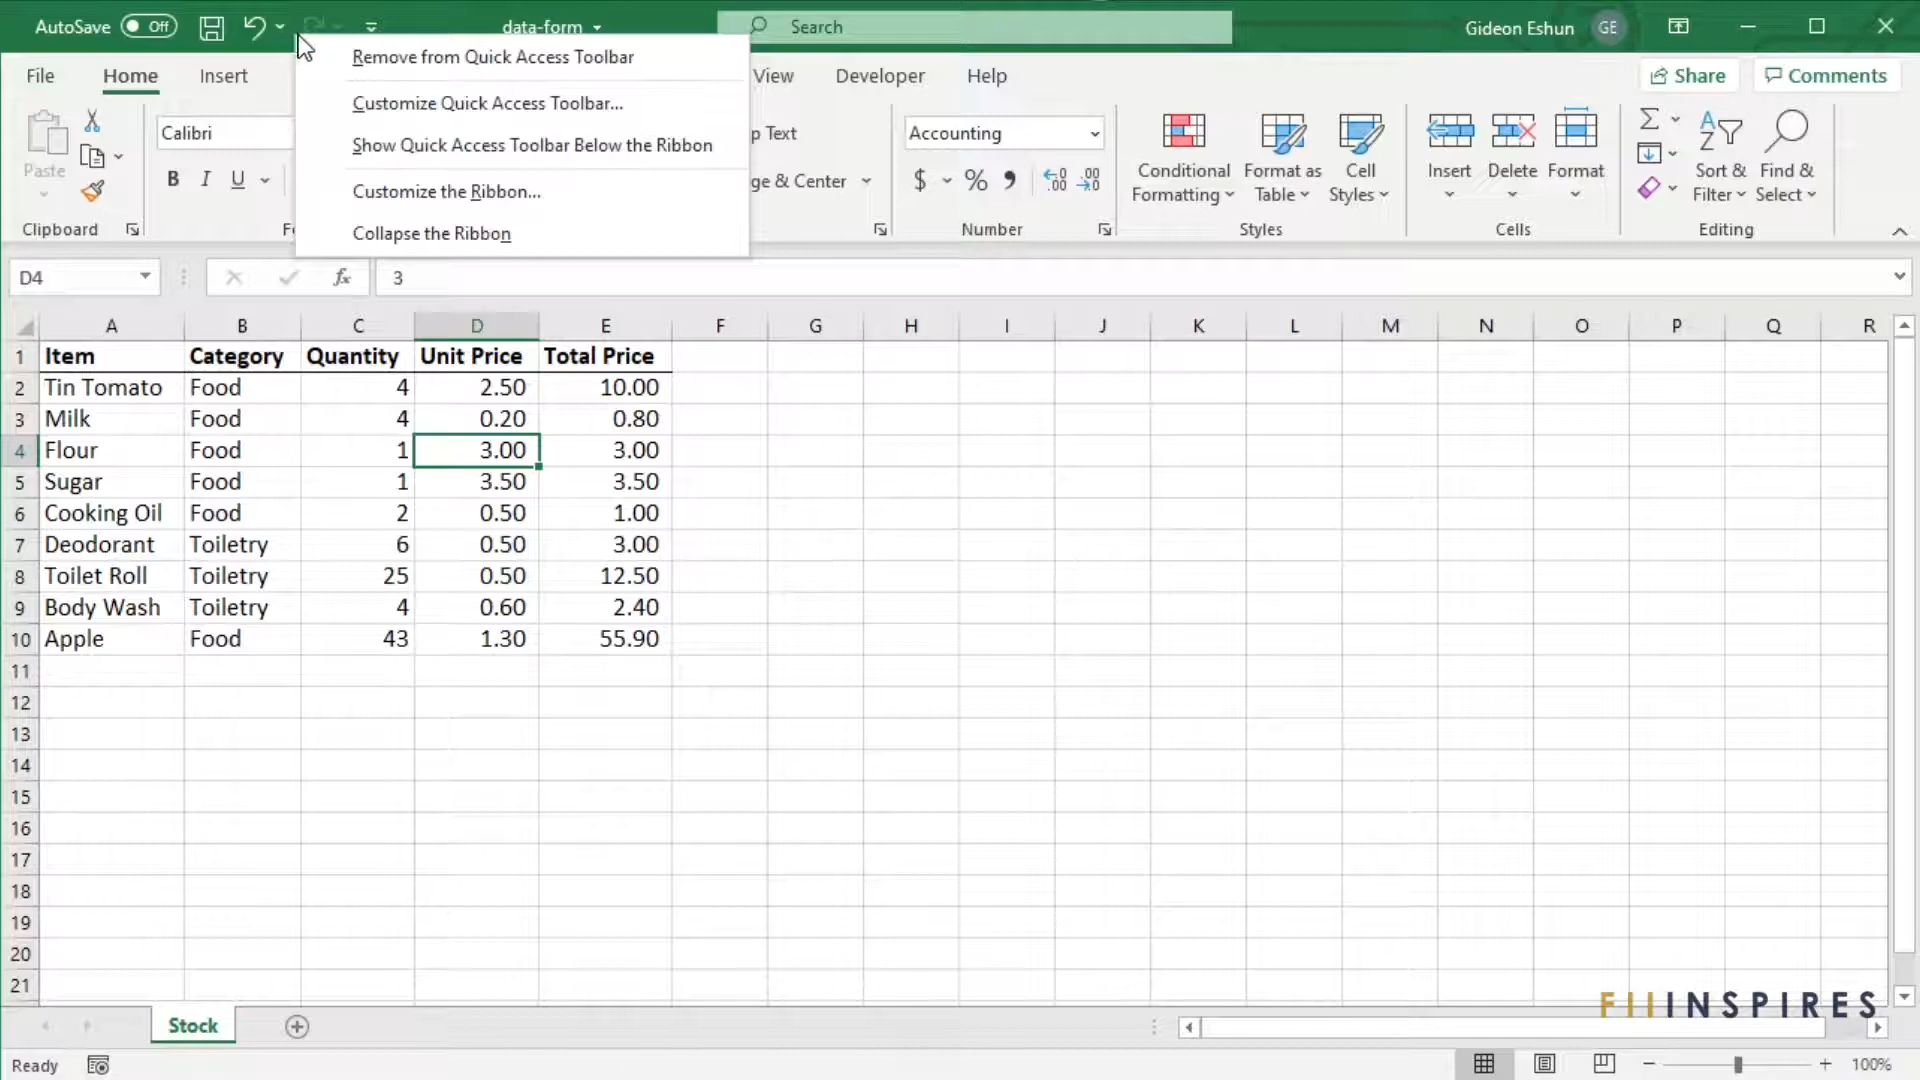 AutoSave Off data-form Search Gideon Eshun GE
Remove from Quick Access Toolbar
Customize Quick Access Toolbar...
Show Quick Access Toolbar Below the Ribbon
Customize the Ribbon...
Collapse the Ribbon
File Home Insert View Developer Help Share Comments
Paste
Clipboard
Calibri
B I U
p Text
ge & Center
Accounting
$ % 9
Number
Conditional Formatting
Format as Table
Cell Styles
Styles
Insert Delete Format
Cells
Sort & Filter
Find & Select
Editing
D4 fx 3
A B C D E F G H I J K L M N O P Q R
1 Item Category Quantity Unit Price Total Price
2 Tin Tomato Food 4 2.50 10.00
3 Milk Food 4 0.20 0.80
4 Flour Food 1 3.00 3.00
5 Sugar Food 1 3.50 3.50
6 Cooking Oil Food 2 0.50 1.00
7 Deodorant Toiletry 6 0.50 3.00
8 Toilet Roll Toiletry 25 0.50 12.50
9 Body Wash Toiletry 4 0.60 2.40
10 Apple Food 43 1.30 55.90
11
12
13
14
15
16
17
18
19
20
21
FIIINSPIRES
Stock
Ready 100%